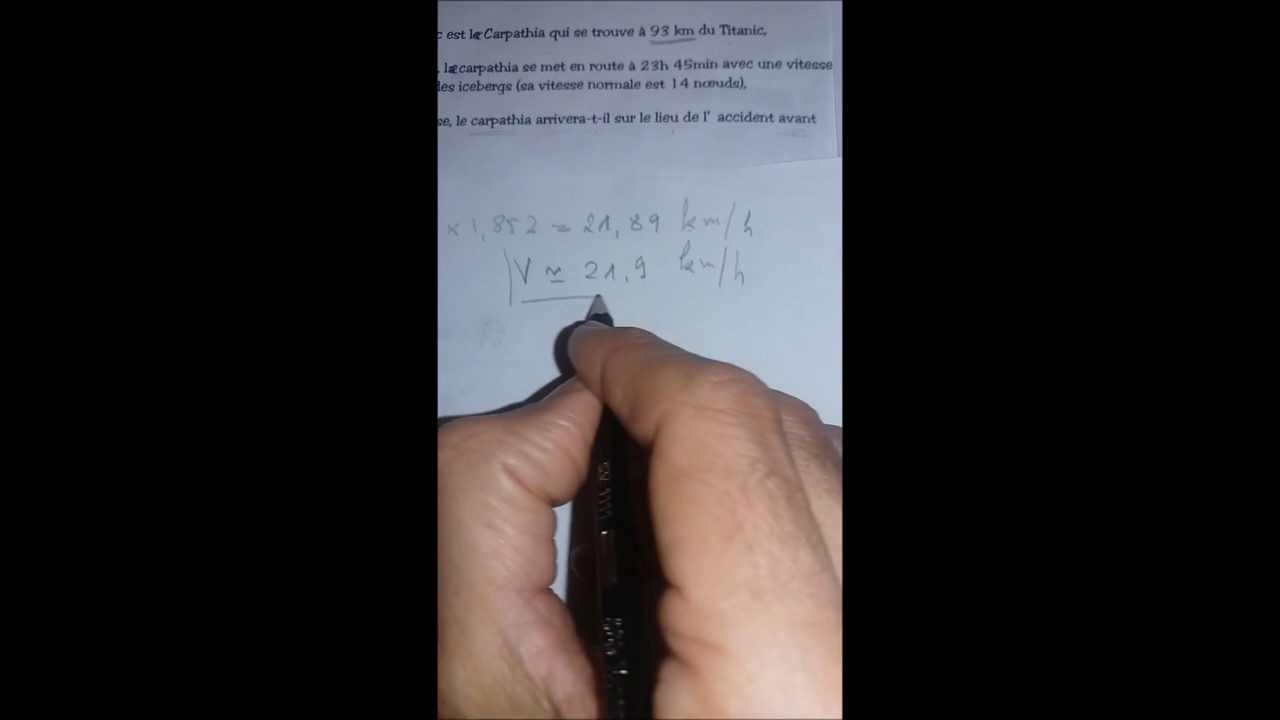 c est le Carpathia qui se trouve à 93 km du Titanic,
, le carpathia se met en route à 23h 45min avec une vitesse
les icebergs (sa vitesse normale est 14 nœuds),
se, le carpathia arrivera-t-il sur le lieu de l' accident avant
x 1,852 = 21,89 km/h
V ≃ 21,9 km/h